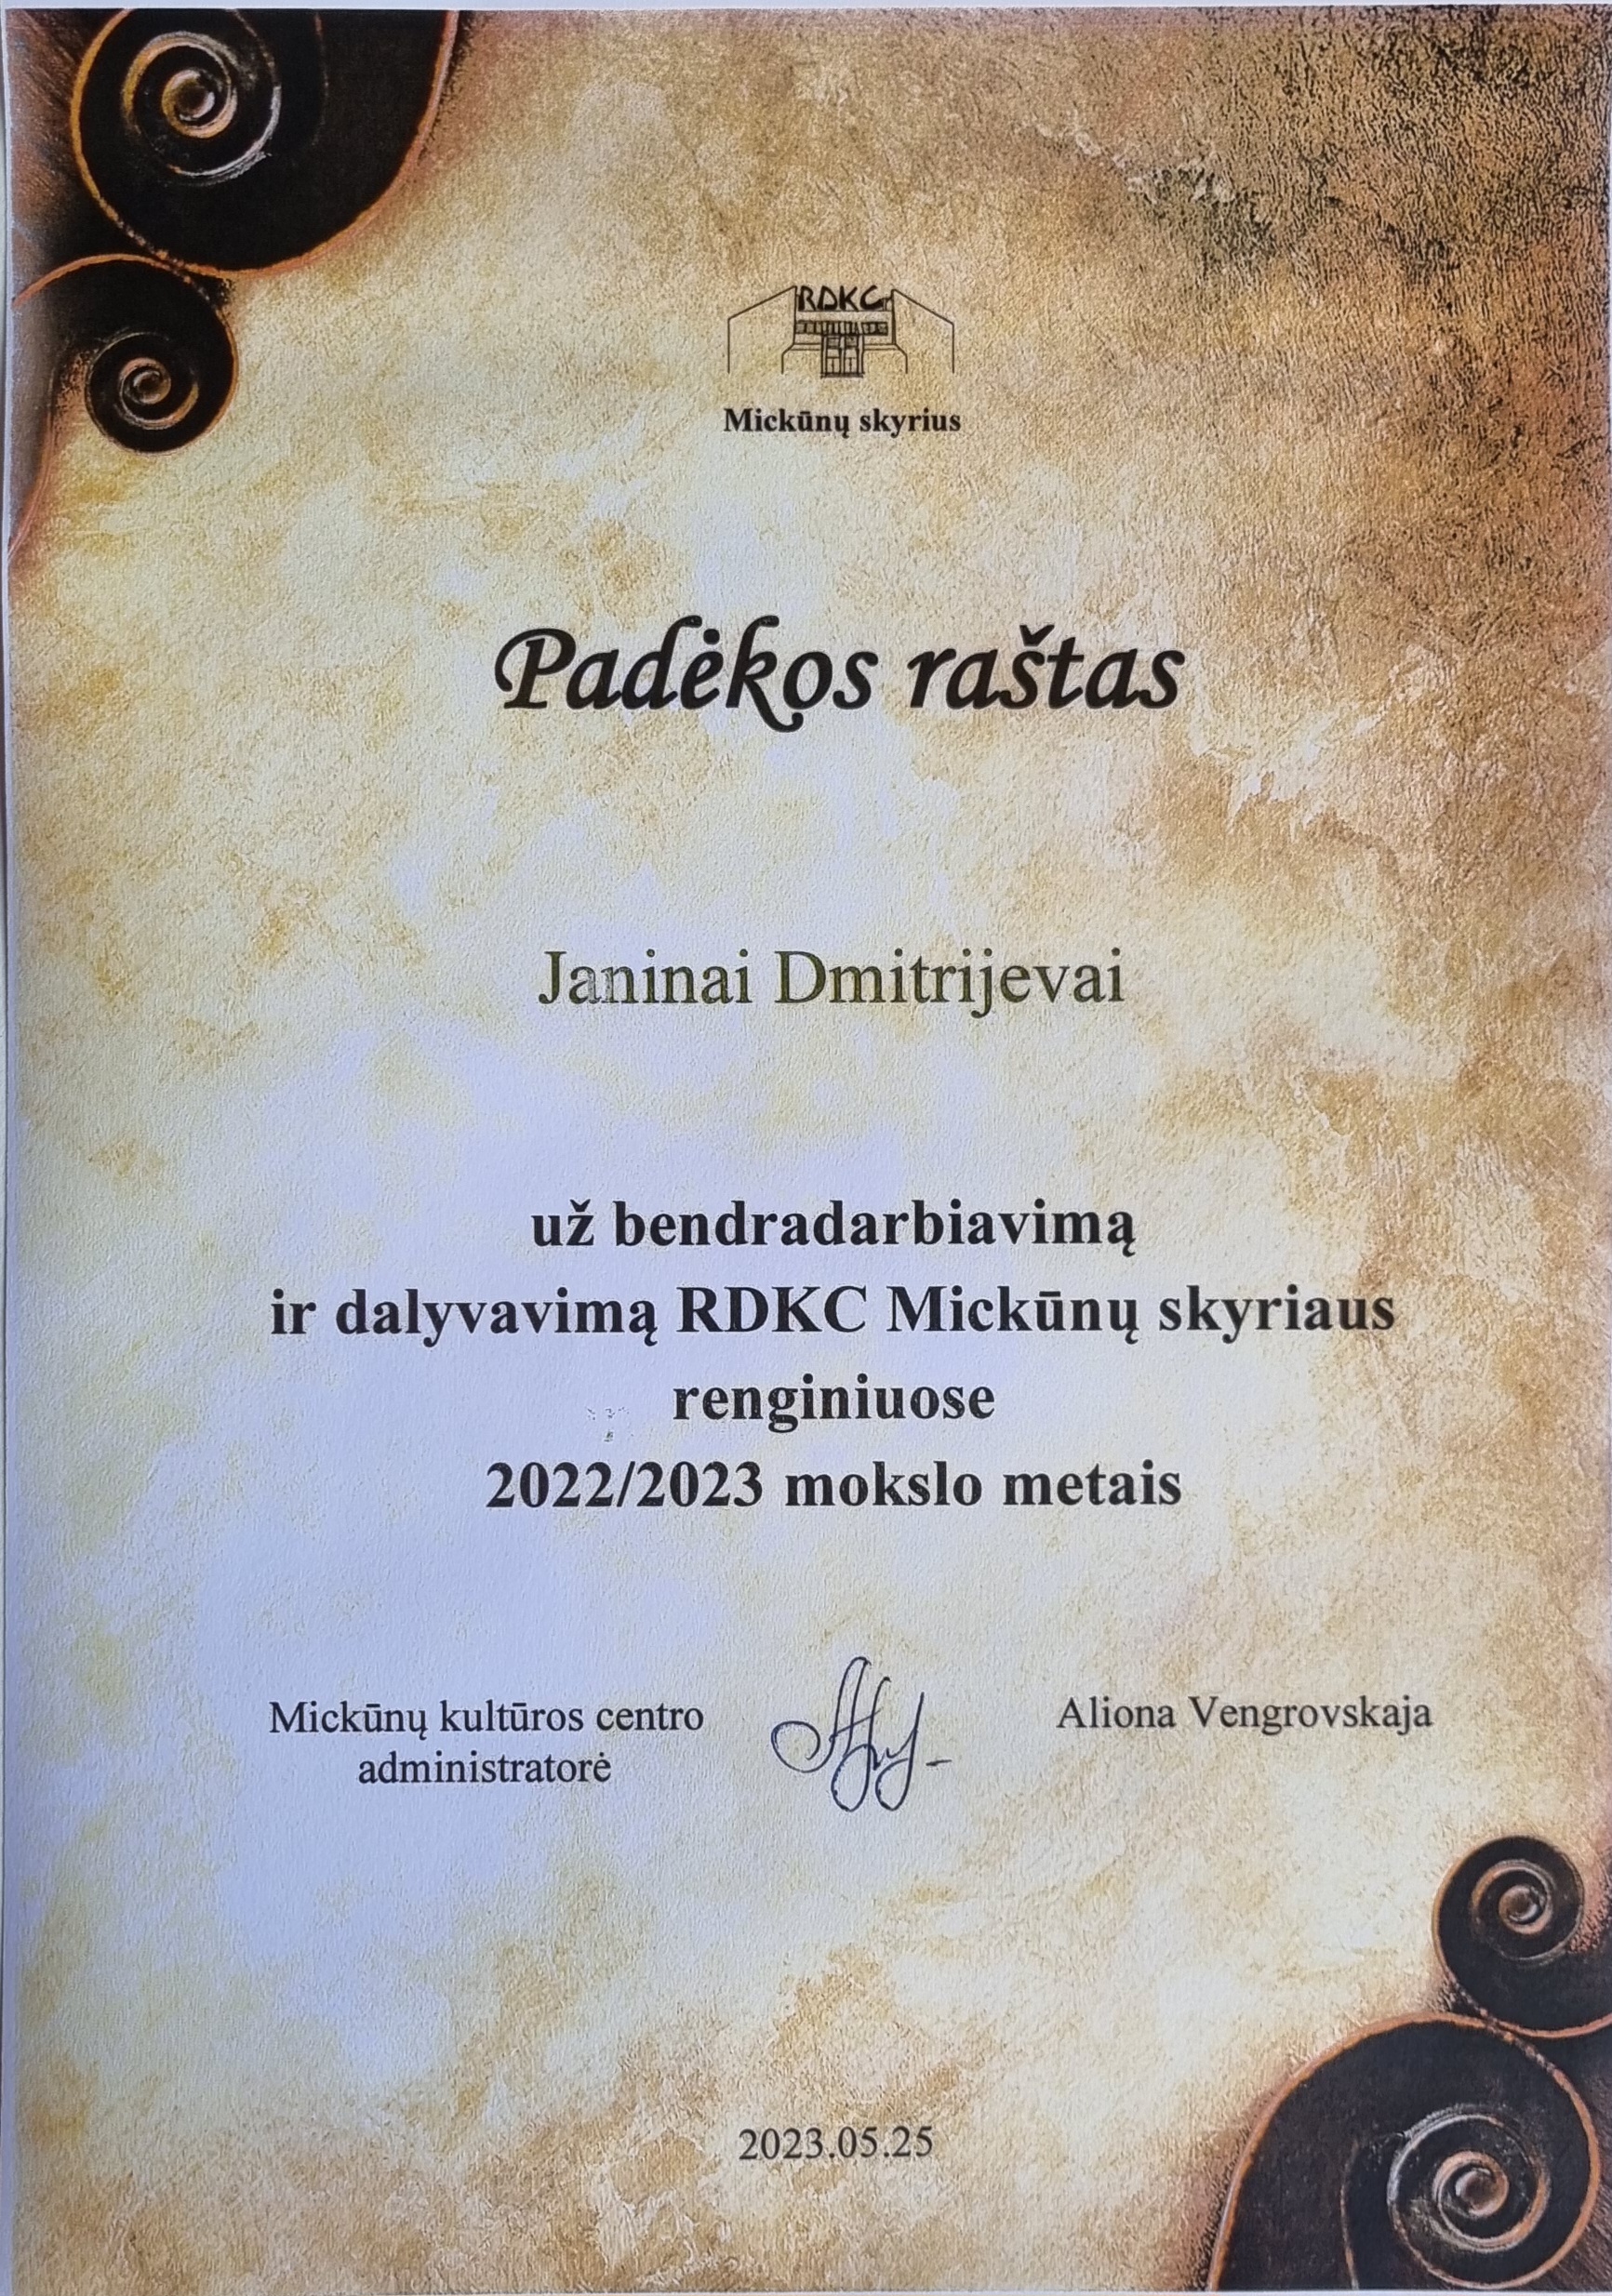 RDKC
Mickūnų skyrius
Padėkos raštas
Janinai Dmitrijevai
už bendradarbiavimą
ir dalyvavimą RDKC Mickūnų skyriaus
renginiuose
2022/2023 mokslo metais
Mickūnų kultūros centro
administratorė
Aliona Vengrovskaja
2023.05.25